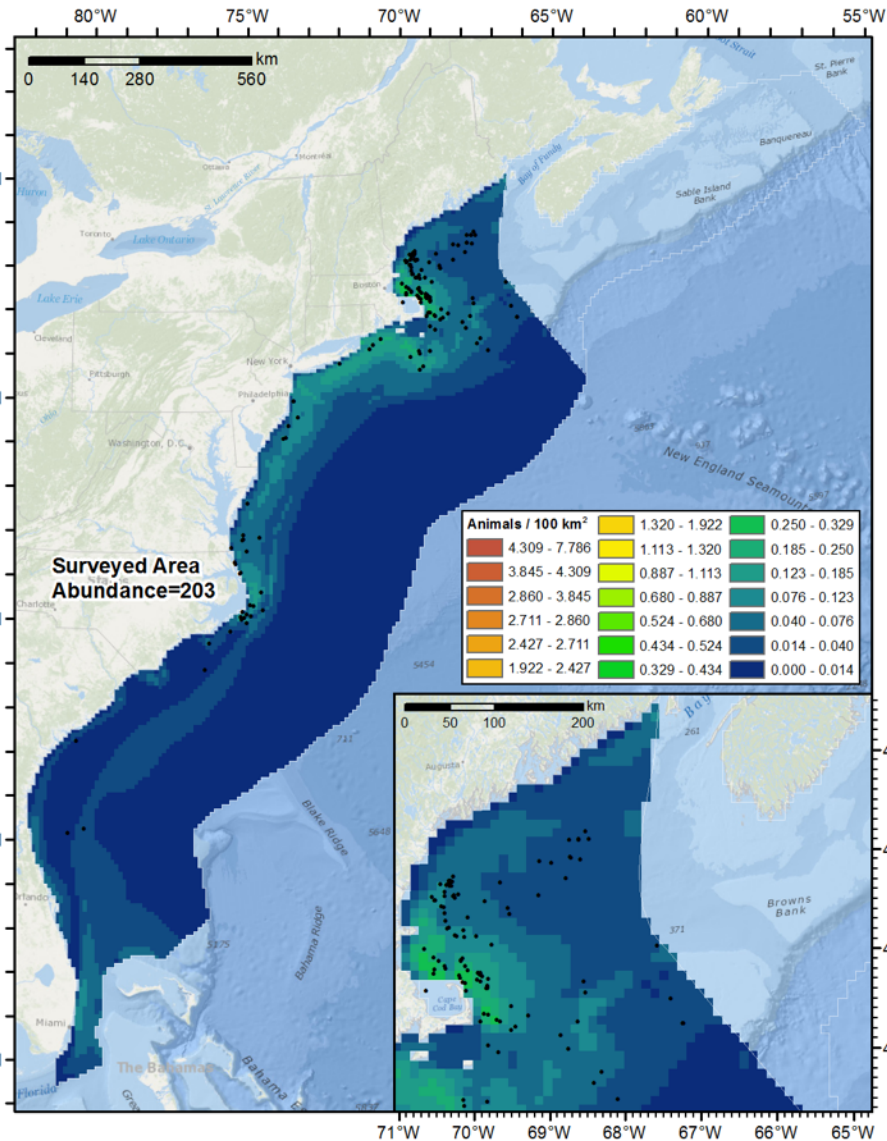 80°W 75°W 70°W 65°W 60°W 55°W
km
0 140 280 560
St. Pierre
Bank
Banquereau
Sable Island
Bank
Bay of Fundy
Ottawa
Montréal
St. Lawrence River
Huron
Toronto
Lake Ontario
Lake Erie
Boston
Cleveland
New York
Pittsburgh
Philadelphia
Washington, D.C.
New England Seamounts
Surveyed Area
Abundance=203
Charlotte
Animals / 100 km²
4.309 - 7.786
3.845 - 4.309
2.860 - 3.845
2.711 - 2.860
2.427 - 2.711
1.922 - 2.427
1.320 - 1.922
1.113 - 1.320
0.887 - 1.113
0.680 - 0.887
0.524 - 0.680
0.434 - 0.524
0.329 - 0.434
0.250 - 0.329
0.185 - 0.250
0.123 - 0.185
0.076 - 0.123
0.040 - 0.076
0.014 - 0.040
0.000 - 0.014
5454
Blake Ridge
5648
Orlando
Bahama Ridge
5175
Miami
The Bahamas
Florida
Bahama
km
0 50 100 200
261
Augusta
Browns
Bank
371
Cape
Cod Bay
71°W 70°W 69°W 68°W 67°W 66°W 65°W